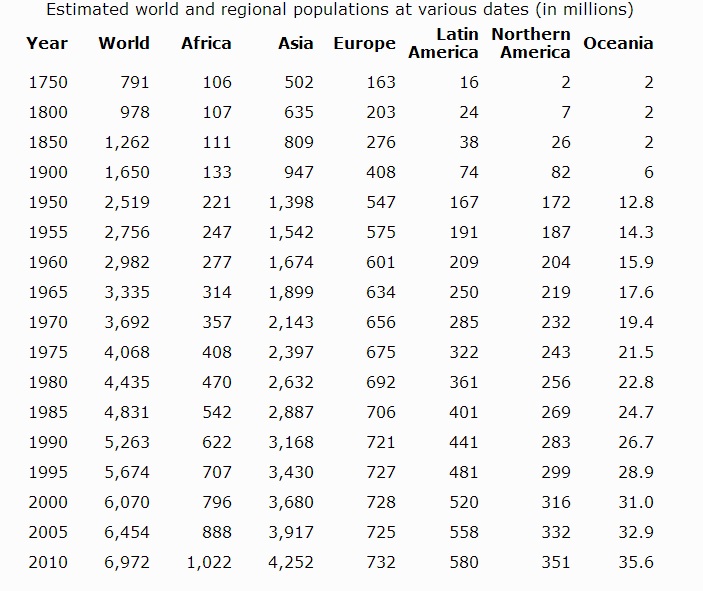 Estimated world and regional populations at various dates (in millions)
Year World Africa Asia Europe Latin America Northern America Oceania
1750 791 106 502 163 16 2 2
1800 978 107 635 203 24 7 2
1850 1,262 111 809 276 38 26 2
1900 1,650 133 947 408 74 82 6
1950 2,519 221 1,398 547 167 172 12.8
1955 2,756 247 1,542 575 191 187 14.3
1960 2,982 277 1,674 601 209 204 15.9
1965 3,335 314 1,899 634 250 219 17.6
1970 3,692 357 2,143 656 285 232 19.4
1975 4,068 408 2,397 675 322 243 21.5
1980 4,435 470 2,632 692 361 256 22.8
1985 4,831 542 2,887 706 401 269 24.7
1990 5,263 622 3,168 721 441 283 26.7
1995 5,674 707 3,430 727 481 299 28.9
2000 6,070 796 3,680 728 520 316 31.0
2005 6,454 888 3,917 725 558 332 32.9
2010 6,972 1,022 4,252 732 580 351 35.6